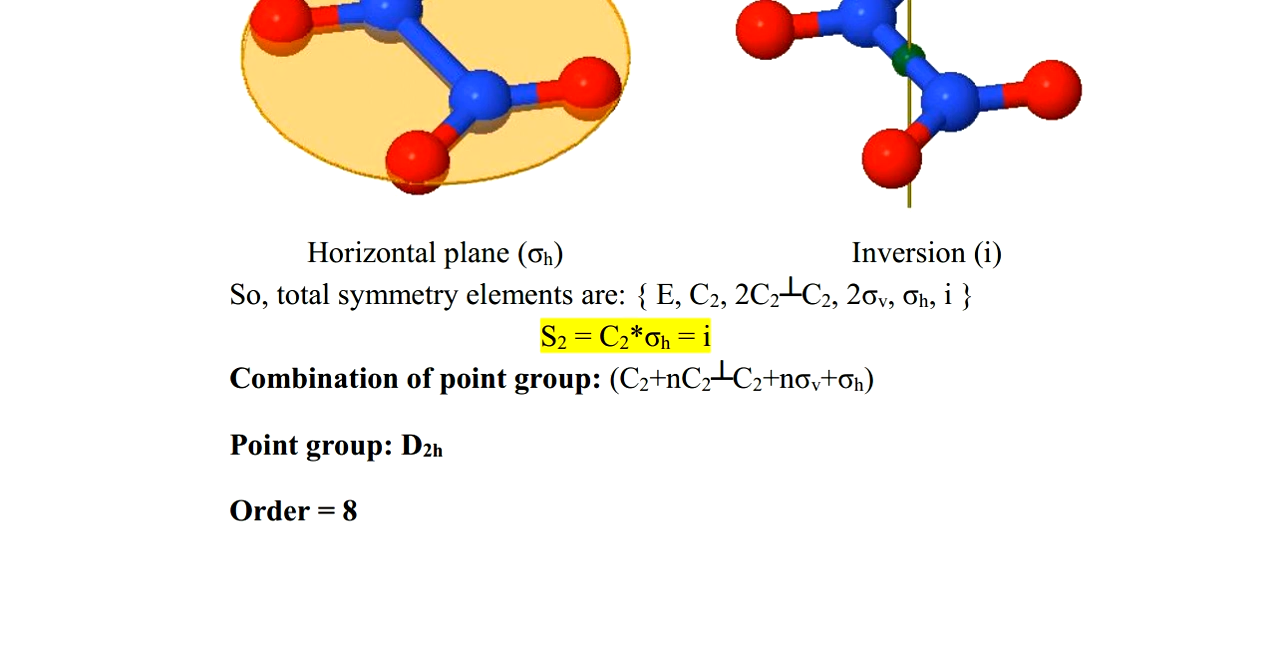 Horizontal plane (σₕ) Inversion (i)
So, total symmetry elements are: { E, C₂, 2C₂┴C₂, 2σᵥ, σₕ, i }
S₂ = C₂*σₕ = i
Combination of point group: (C₂+nC₂┴C₂+nσᵥ+σₕ)
Point group: D₂ₕ
Order = 8